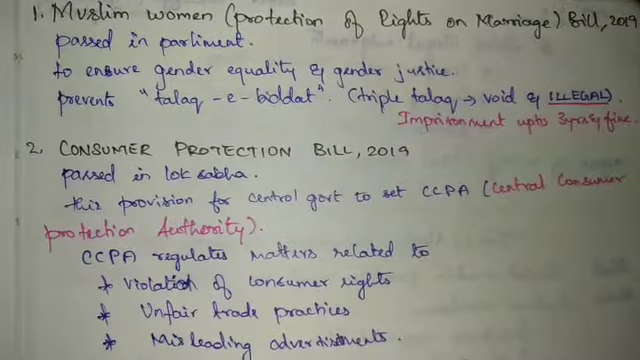 1. Muslim women (protection of Rights on Marriage) Bill, 2019
passed in parliment.
to ensure gender equality & gender justice.
prevents "talaq-e-biddat". (triple talaq → void & ILLEGAL).
Imprisonment upto 3yrs & fine.
2. CONSUMER PROTECTION BILL, 2019
passed in lok sabha.
this provision for central govt to set CCPA (Central Consumer
protection Authority).
CCPA regulates matters related to
* violation of consumer rights
* Unfair trade practices
* Misleading advertisments.